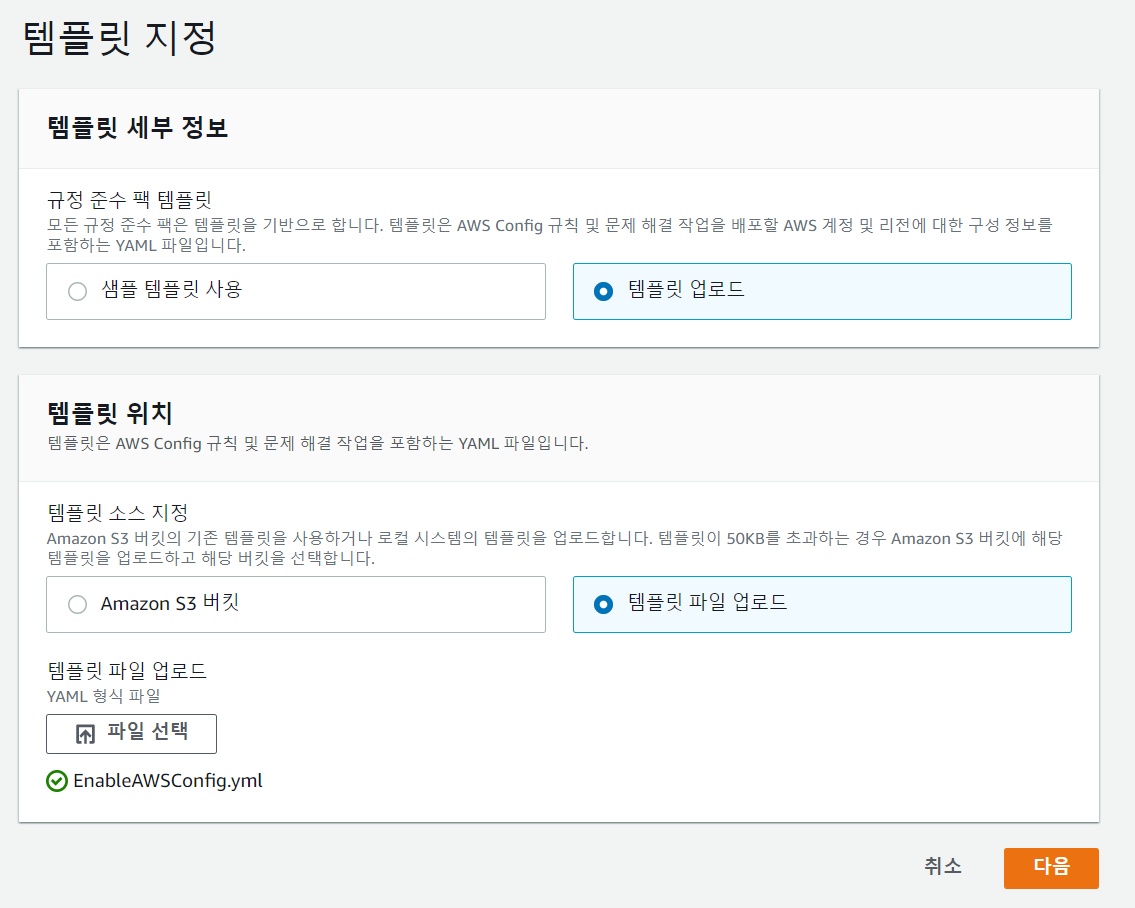 템플릿 지정
템플릿 세부 정보
규정 준수 팩 템플릿
모든 규정 준수 팩은 템플릿을 기반으로 합니다. 템플릿은 AWS Config 규칙 및 문제 해결 작업을 배포할 AWS 계정 및 리전에 대한 구성 정보를
포함하는 YAML 파일입니다.
샘플 템플릿 사용
템플릿 업로드
템플릿 위치
템플릿은 AWS Config 규칙 및 문제 해결 작업을 포함하는 YAML 파일입니다.
템플릿 소스 지정
Amazon S3 버킷의 기존 템플릿을 사용하거나 로컬 시스템의 템플릿을 업로드합니다. 템플릿이 50KB를 초과하는 경우 Amazon S3 버킷에 해당
템플릿을 업로드하고 해당 버킷을 선택합니다.
Amazon S3 버킷
템플릿 파일 업로드
템플릿 파일 업로드
YAML 형식 파일
파일 선택
EnableAWSConfig.yml
취소
다음